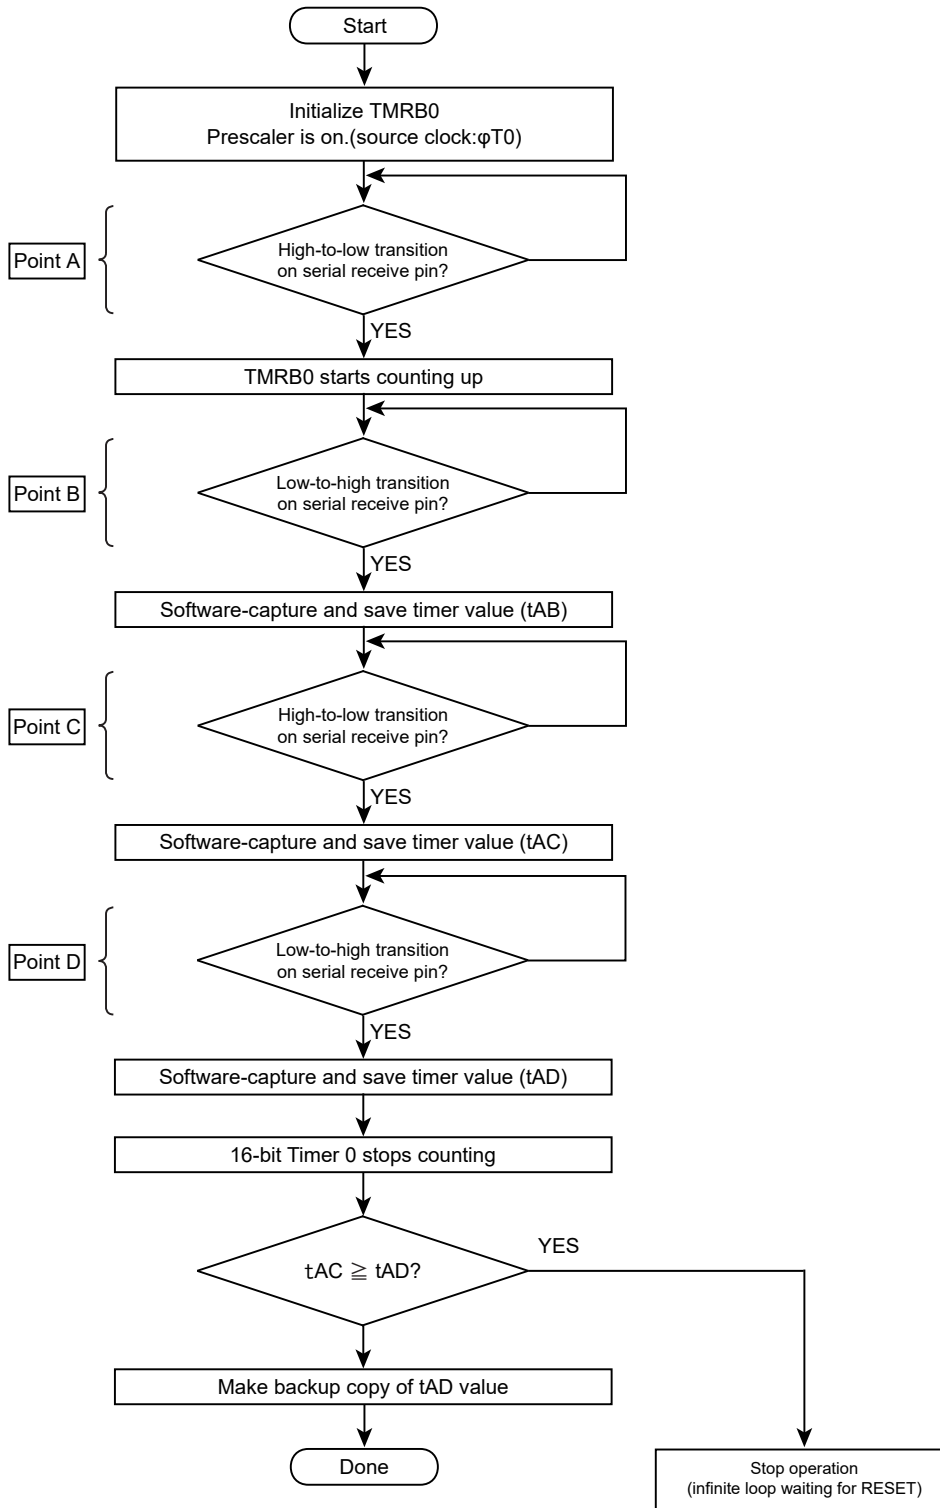 Start
Initialize TMRB0
Prescaler is on.(source clock:φT0)
Point A
High-to-low transition
on serial receive pin?
YES
TMRB0 starts counting up
Point B
Low-to-high transition
on serial receive pin?
YES
Software-capture and save timer value (tAB)
Point C
High-to-low transition
on serial receive pin?
YES
Software-capture and save timer value (tAC)
Point D
Low-to-high transition
on serial receive pin?
YES
Software-capture and save timer value (tAD)
16-bit Timer 0 stops counting
YES
tAC ≧ tAD?
Make backup copy of tAD value
Done
Stop operation
(infinite loop waiting for RESET)